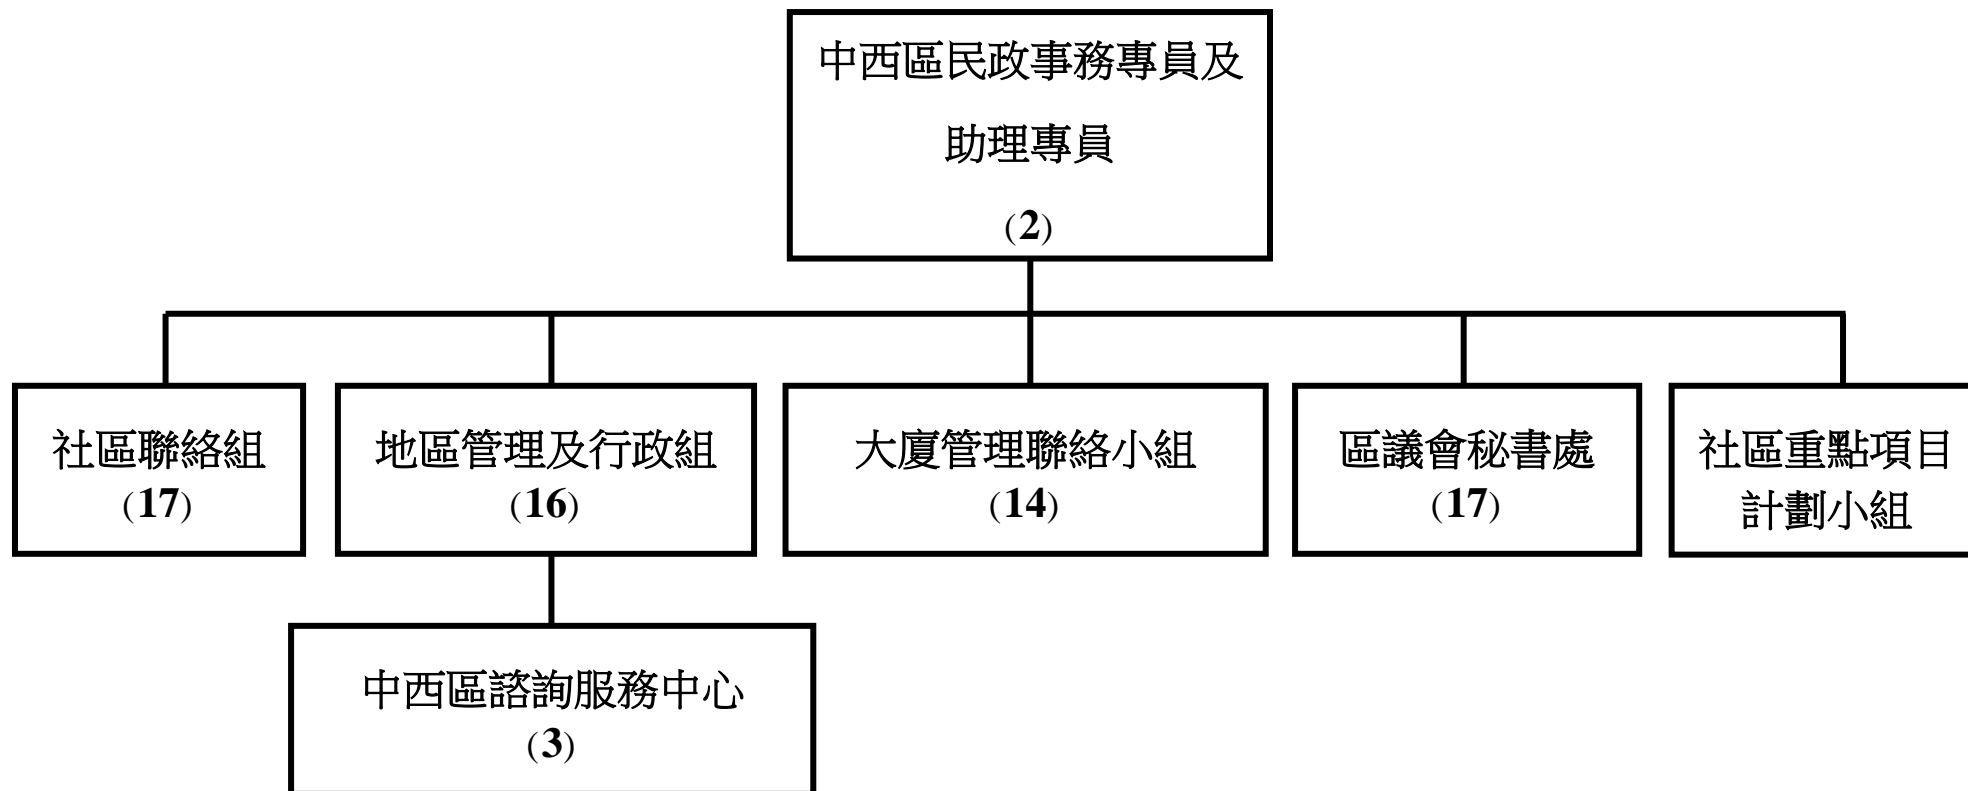 中西區民政事務專員及
助理專員
(2)
社區聯絡組
(17)
地區管理及行政組
(16)
大廈管理聯絡小組
(14)
區議會秘書處
(17)
社區重點項目
計劃小組
中西區諮詢服務中心
(3)